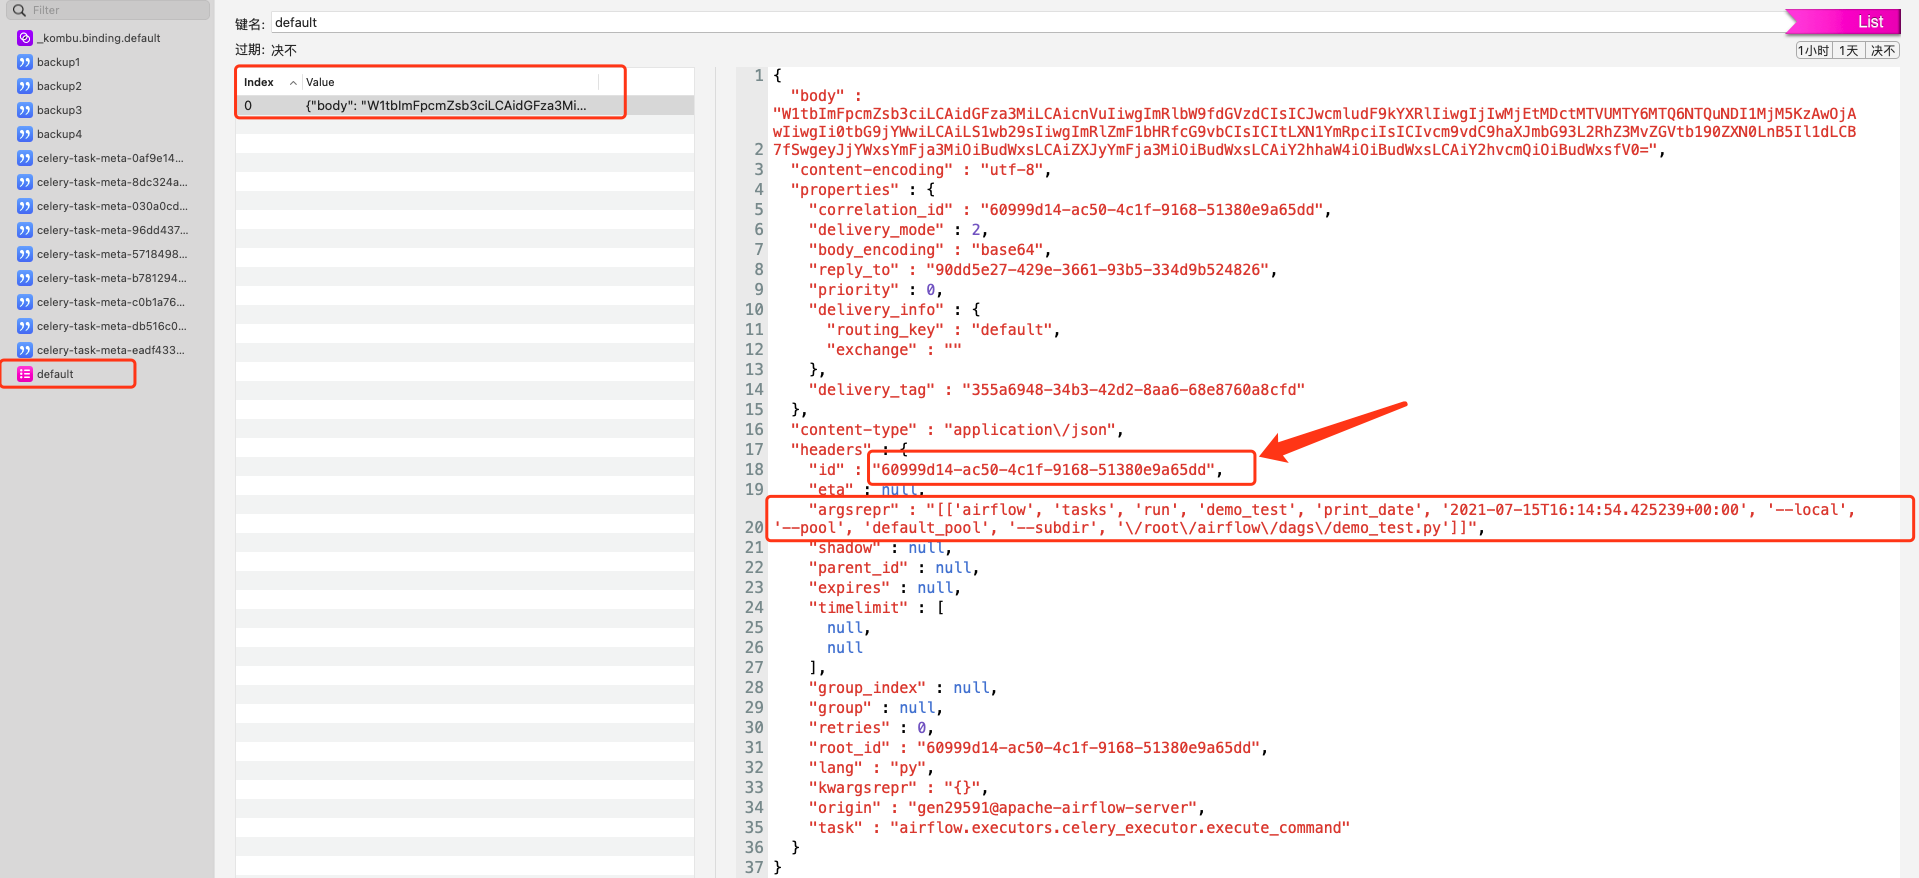 Filter
_kombu.binding.default
backup1
backup2
backup3
backup4
celery-task-meta-0af9e14...
celery-task-meta-8dc324a...
celery-task-meta-030a0cd...
celery-task-meta-96dd437...
celery-task-meta-5718498...
celery-task-meta-b781294...
celery-task-meta-c0b1a76...
celery-task-meta-db516c0...
celery-task-meta-eadf433...
default
键名: default
List
过期: 决不
1小时 1天 决不
Index Value
0 {"body": "W1tbImFpcmZsb3ciLCAidGFza3Mi...
1 {
"body" :
"W1tbImFpcmZsb3ciLCAidGFza3MiLCAicnVuIiwgImRlbW9fdGVzdCIsICJwcmludF9kYXRlIiwgIjIwMjEtMDctMTVUMTY6MTQ6NTQuNDI1MjM5KzAwOjA
wIiwgIi0tbG9jYWwiLCAiLS1wb29sIiwgImRlZmF1bHRfcG9vbCIsICItLXN1YmRpciIsICIvcm9vdC9haXJmbG93L2RhZ3MvZGVtb190ZXN0LnB5Il1dLCB
2 7fSwgeyJjYWxsYmFja3MiOiBudWxsLCAiZXJyYmFja3MiOiBudWxsLCAiY2hhaW4iOiBudWxsLCAiY2hvcmQiOiBudWxsfV0=",
3 "content-encoding" : "utf-8",
4 "properties" : {
5 "correlation_id" : "60999d14-ac50-4c1f-9168-51380e9a65dd",
6 "delivery_mode" : 2,
7 "body_encoding" : "base64",
8 "reply_to" : "90dd5e27-429e-3661-93b5-334d9b524826",
9 "priority" : 0,
10 "delivery_info" : {
11 "routing_key" : "default",
12 "exchange" : ""
13 },
14 "delivery_tag" : "355a6948-34b3-42d2-8aa6-68e8760a8cfd"
15 },
16 "content-type" : "application\/json",
17 "headers" : {
18 "id" : "60999d14-ac50-4c1f-9168-51380e9a65dd",
19 "eta" : null,
"argsrepr" : "[['airflow', 'tasks', 'run', 'demo_test', 'print_date', '2021-07-15T16:14:54.425239+00:00', '--local',
20 '--pool', 'default_pool', '--subdir', '\/root\/airflow\/dags\/demo_test.py']]",
21 "shadow" : null,
22 "parent_id" : null,
23 "expires" : null,
24 "timelimit" : [
25 null,
26 null
27 ],
28 "group_index" : null,
29 "group" : null,
30 "retries" : 0,
31 "root_id" : "60999d14-ac50-4c1f-9168-51380e9a65dd",
32 "lang" : "py",
33 "kwargsrepr" : "{}",
34 "origin" : "gen29591@apache-airflow-server",
35 "task" : "airflow.executors.celery_executor.execute_command"
36 }
37 }